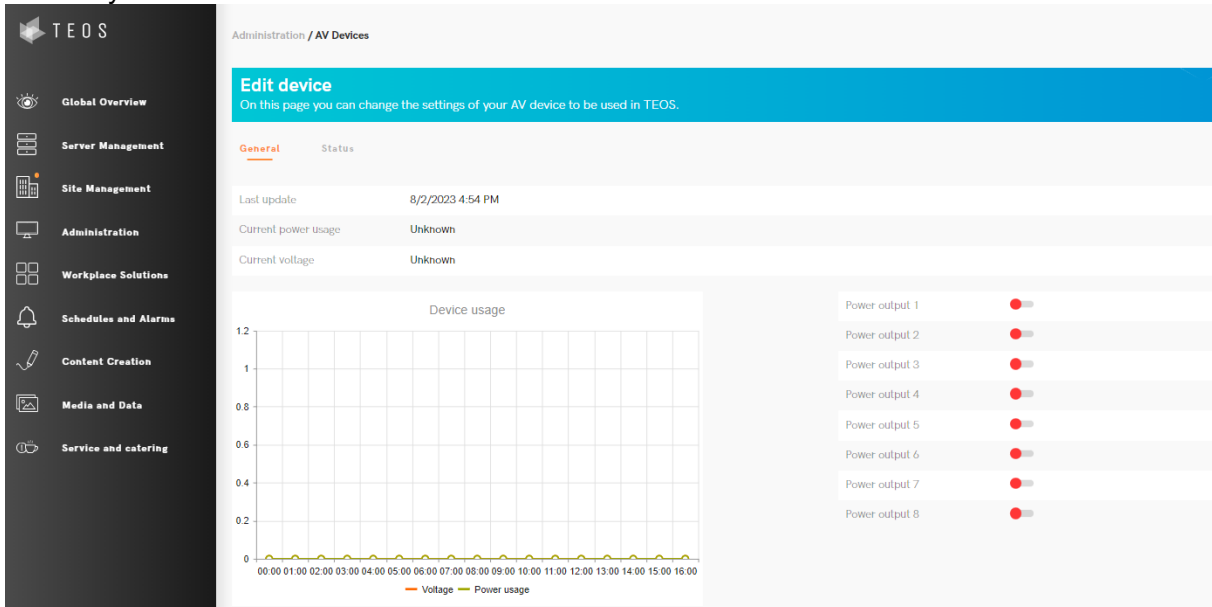 TEOS
Administration / AV Devices
Edit device
On this page you can change the settings of your AV device to be used in TEOS.
Global Overview
Server Management
Site Management
Administration
Workplace Solutions
Schedules and Alarms
Content Creation
Media and Data
Service and catering
General Status
Last update 8/2/2023 4:54 PM
Current power usage Unknown
Current voltage Unknown
Device usage
1.2
1
0.8
0.6
0.4
0.2
0
00:00 01:00 02:00 03:00 04:00 05:00 06:00 07:00 08:00 09:00 10:00 11:00 12:00 13:00 14:00 15:00 16:00
Voltage Power usage
Power output 1
Power output 2
Power output 3
Power output 4
Power output 5
Power output 6
Power output 7
Power output 8